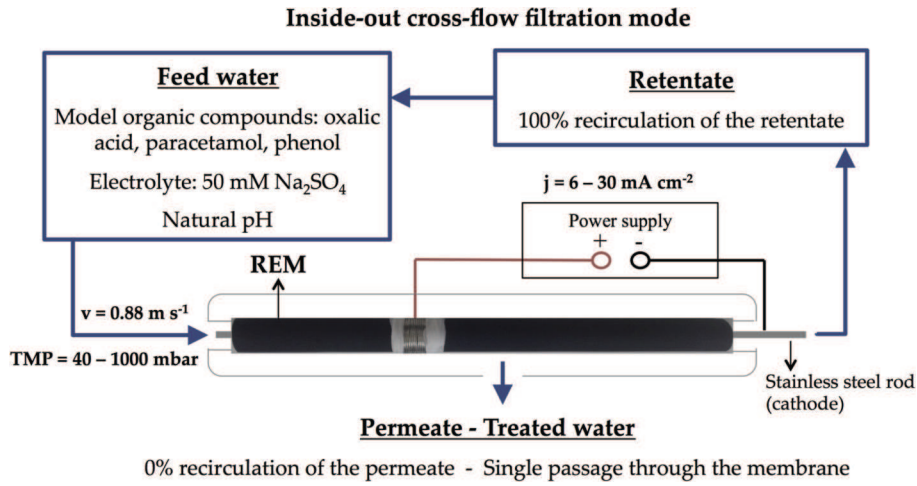 Inside-out cross-flow filtration mode
Feed water
Model organic compounds: oxalic
acid, paracetamol, phenol
Electrolyte: 50 mM Na₂SO₄
Natural pH
Retentate
100% recirculation of the retentate
j = 6 – 30 mA cm⁻²
Power supply
+ -
REM
v = 0.88 m s⁻¹
TMP = 40 – 1000 mbar
Stainless steel rod
(cathode)
Permeate - Treated water
0% recirculation of the permeate - Single passage through the membrane